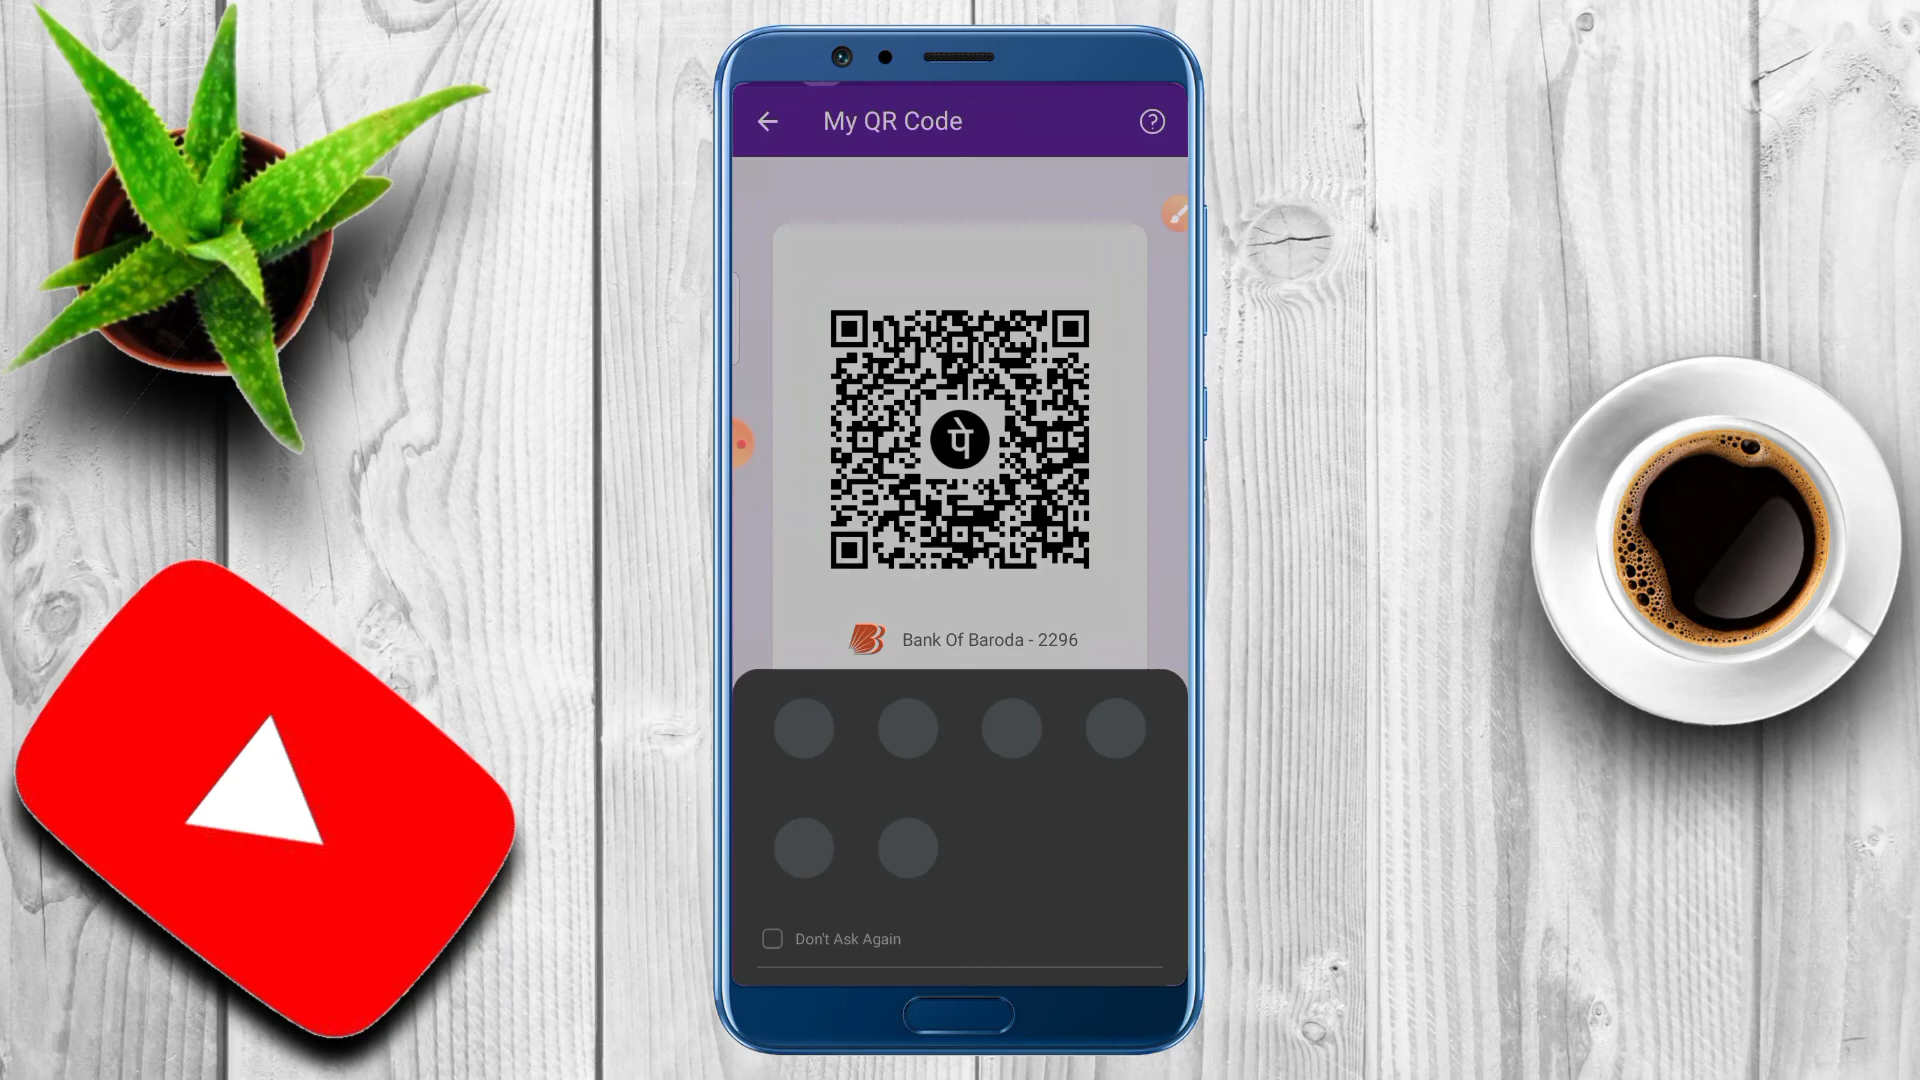 My QR Code
पे
Bank Of Baroda - 2296
Don't Ask Again